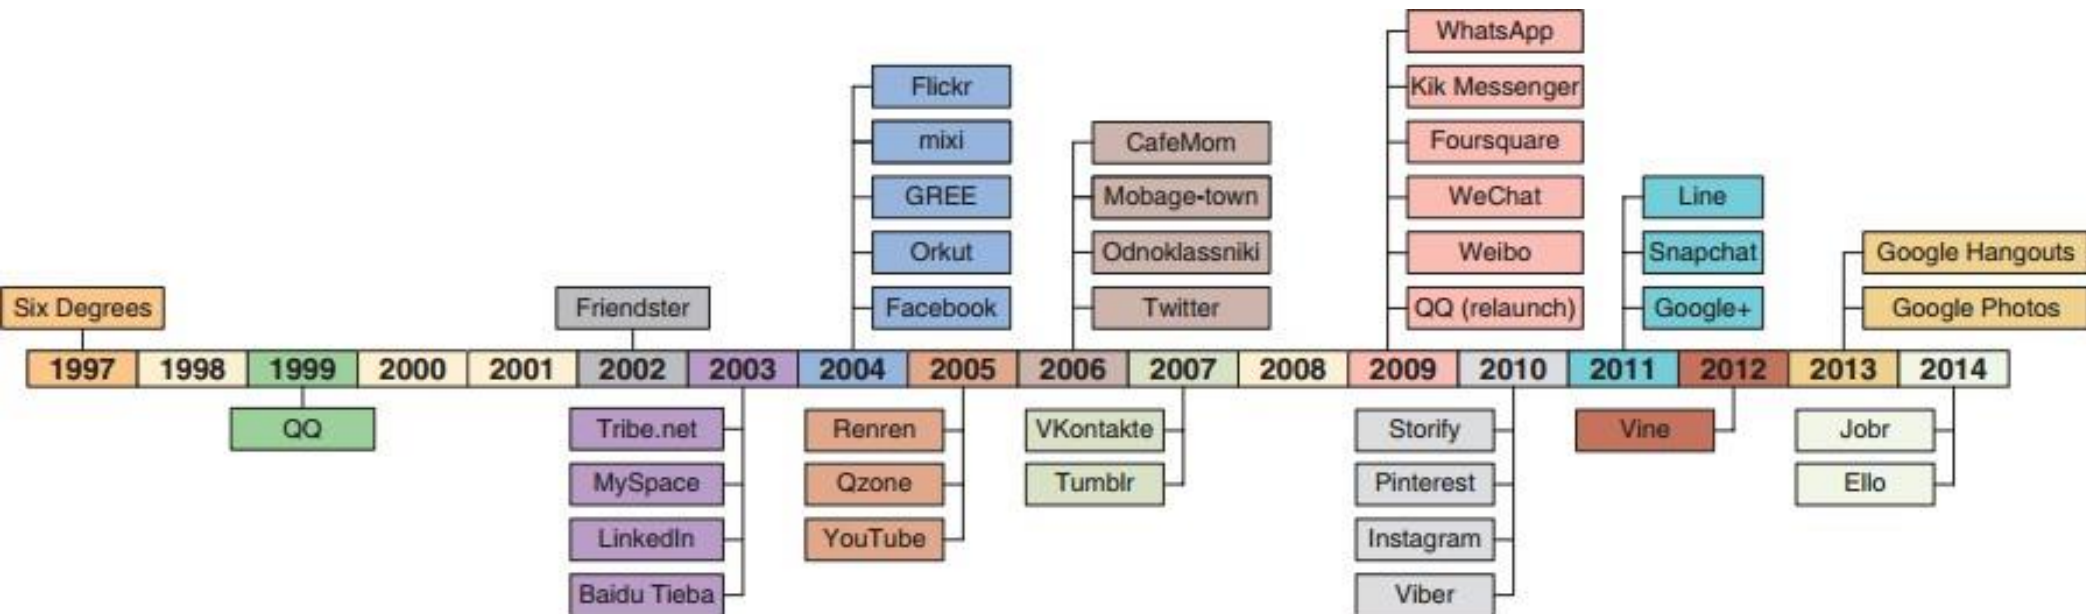 WhatsApp
Flickr
Kik Messenger
mixi
CafeMom
Foursquare
GREE
Mobage-town
WeChat
Line
Orkut
Odnoklassniki
Weibo
Snapchat
Google Hangouts
Six Degrees
Friendster
Facebook
Twitter
QQ (relaunch)
Google+
Google Photos
1997 1998 1999 2000 2001 2002 2003 2004 2005 2006 2007 2008 2009 2010 2011 2012 2013 2014
QQ
Tribe.net
Renren
VKontakte
Storify
Vine
Jobr
MySpace
Qzone
Tumblr
Pinterest
Ello
LinkedIn
YouTube
Instagram
Baidu Tieba
Viber